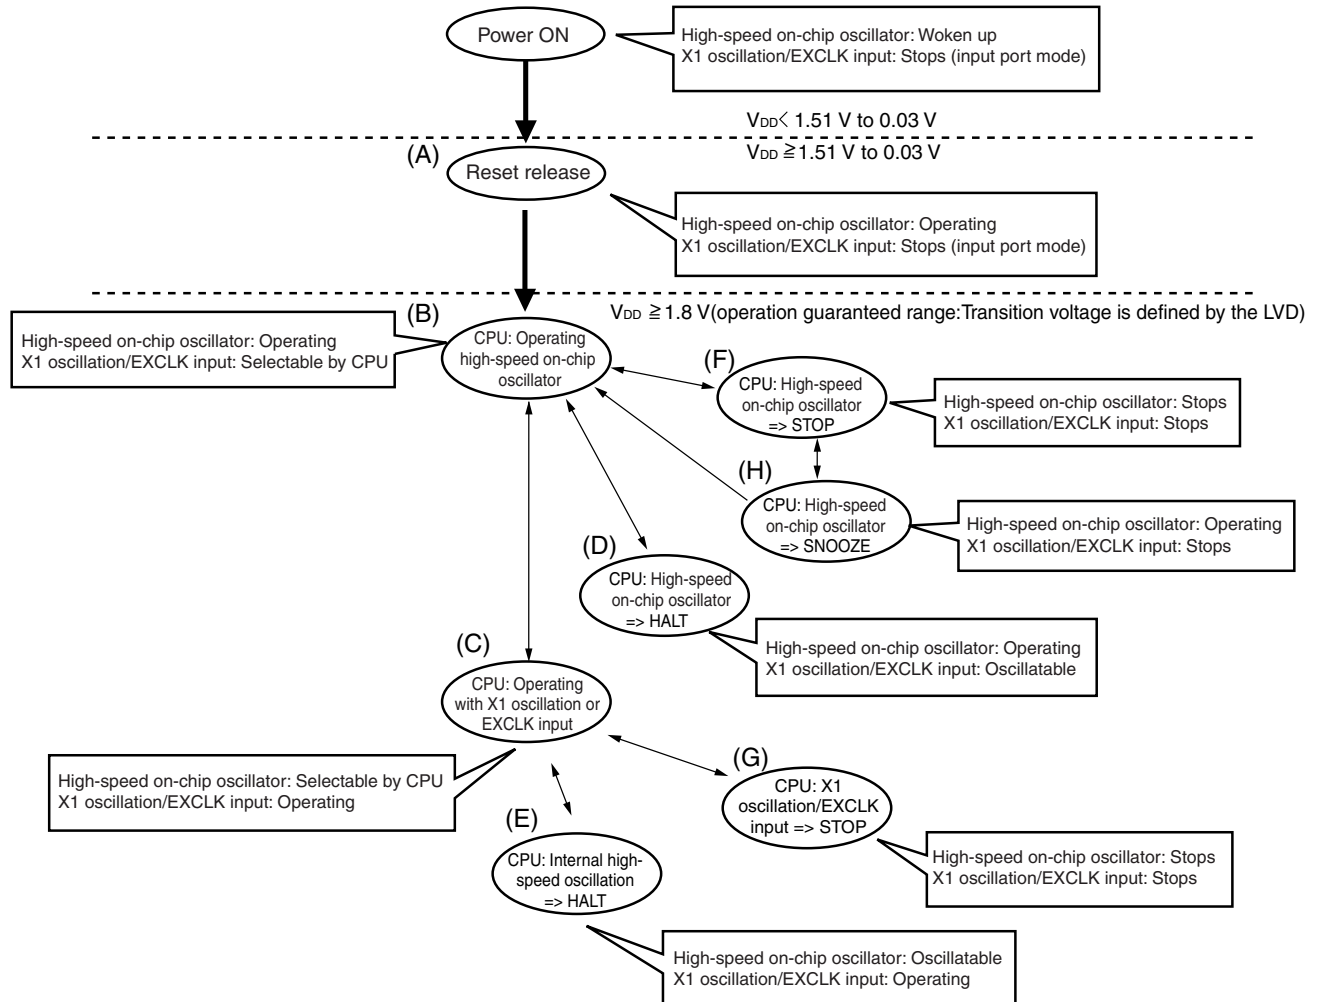 Power ON
High-speed on-chip oscillator: Woken up
X1 oscillation/EXCLK input: Stops (input port mode)
VDD< 1.51 V to 0.03 V
VDD ≧1.51 V to 0.03 V
(A)
Reset release
High-speed on-chip oscillator: Operating
X1 oscillation/EXCLK input: Stops (input port mode)
VDD ≧1.8 V(operation guaranteed range:Transition voltage is defined by the LVD)
(B)
High-speed on-chip oscillator: Operating
X1 oscillation/EXCLK input: Selectable by CPU
CPU: Operating
high-speed on-chip
oscillator
(F)
CPU: High-speed
on-chip oscillator
=> STOP
High-speed on-chip oscillator: Stops
X1 oscillation/EXCLK input: Stops
(H)
CPU: High-speed
on-chip oscillator
=> SNOOZE
High-speed on-chip oscillator: Operating
X1 oscillation/EXCLK input: Stops
(D)
CPU: High-speed
on-chip oscillator
=> HALT
High-speed on-chip oscillator: Operating
X1 oscillation/EXCLK input: Oscillatable
(C)
CPU: Operating
with X1 oscillation or
EXCLK input
High-speed on-chip oscillator: Selectable by CPU
X1 oscillation/EXCLK input: Operating
(G)
CPU: X1
oscillation/EXCLK
input => STOP
High-speed on-chip oscillator: Stops
X1 oscillation/EXCLK input: Stops
(E)
CPU: Internal high-
speed oscillation
=> HALT
High-speed on-chip oscillator: Oscillatable
X1 oscillation/EXCLK input: Operating